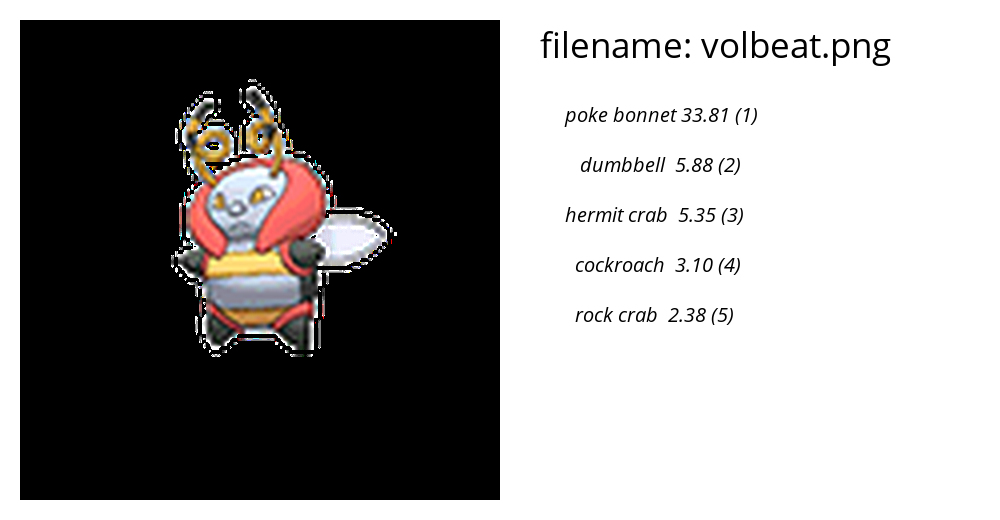 filename: volbeat.png
poke bonnet 33.81 (1)
dumbbell 5.88 (2)
hermit crab 5.35 (3)
cockroach 3.10 (4)
rock crab 2.38 (5)